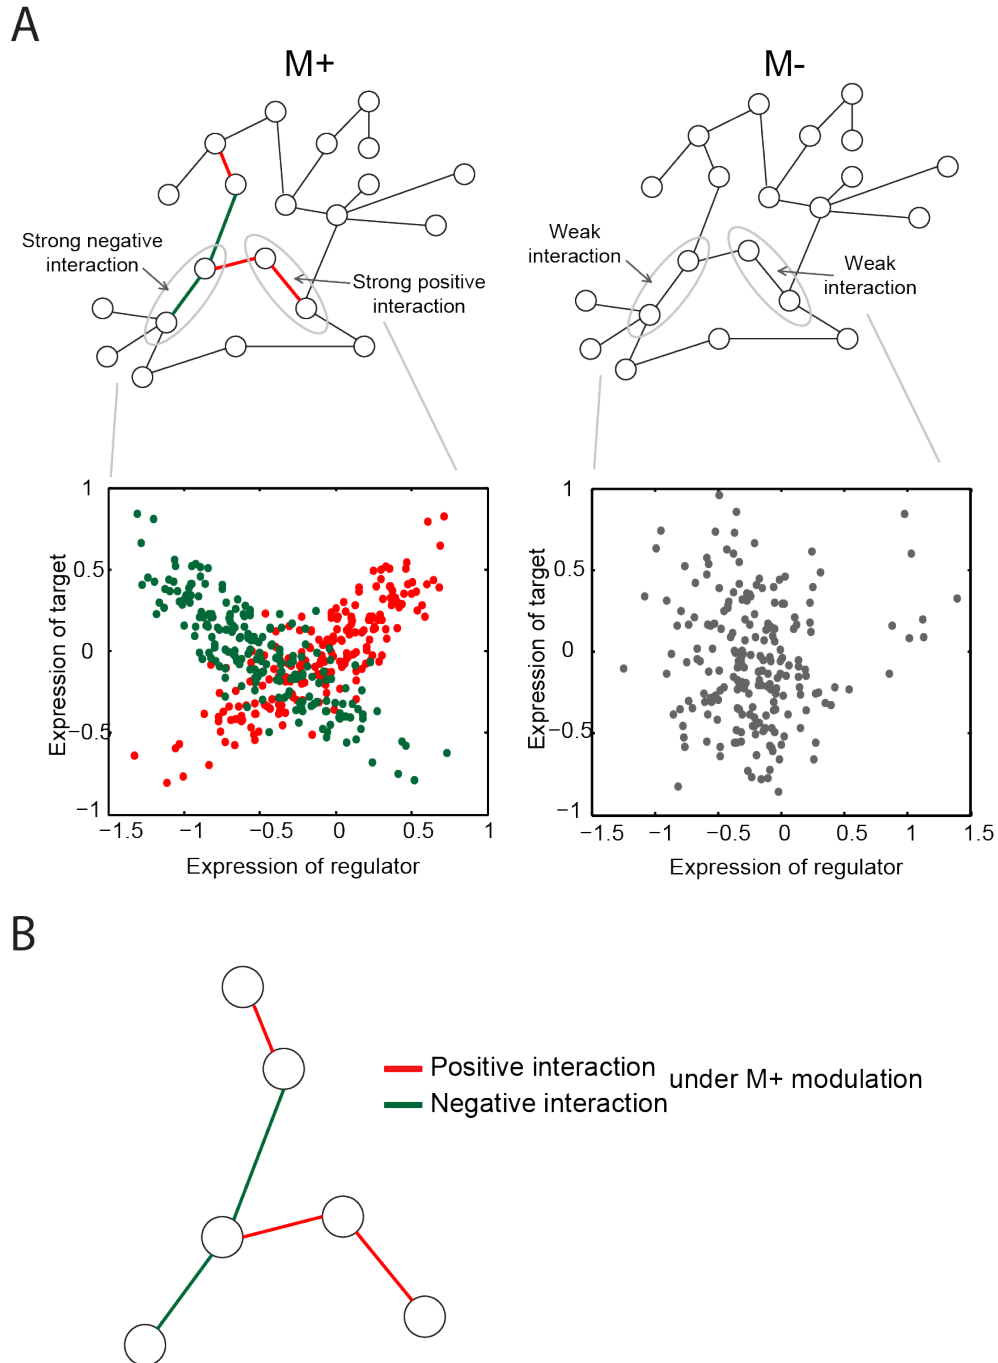 A
M+
M-
Strong negative
interaction
Strong positive
interaction
Weak
interaction
Weak
interaction
1
0.5
0
−0.5
−1
Expression of target
−1.5
−1
−0.5
0
0.5
1
Expression of regulator
1
0.5
0
−0.5
−1
Expression of target
−1.5
−1
−0.5
0
0.5
1
1.5
Expression of regulator
B
Positive interaction
Negative interaction
under M+ modulation